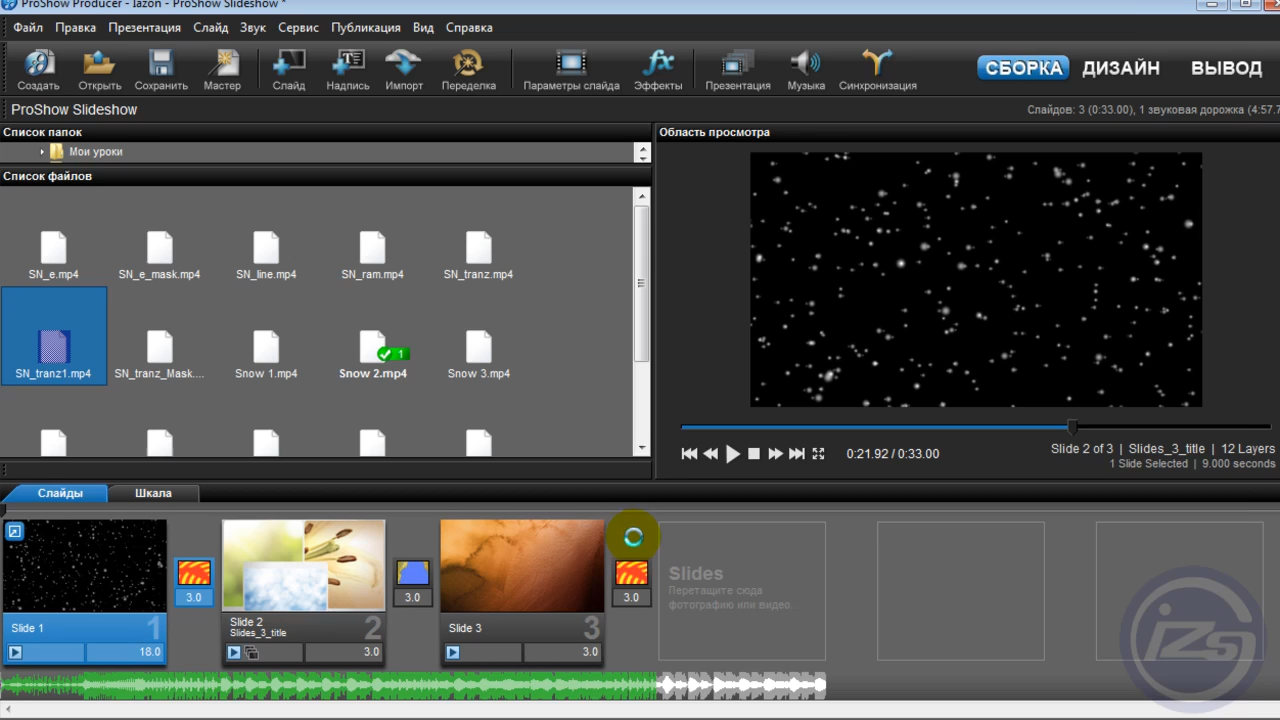 ProShow Producer - Iazon - ProShow Slideshow *
Файл Правка Презентация Слайд Звук Сервис Публикация Вид Справка
Создать Открыть Сохранить Мастер Слайд Надпись Импорт Переделка Параметры слайда Эффекты Презентация Музыка Синхронизация
СБОРКА ДИЗАЙН ВЫВОД
ProShow Slideshow
Слайдов: 3 (0:33.00), 1 звуковая дорожка (4:57.7
Список папок
Область просмотра
Мои уроки
Список файлов
SN_e.mp4 SN_e_mask.mp4 SN_line.mp4 SN_ram.mp4 SN_tranz.mp4
1
SN_tranz1.mp4 SN_tranz_Mask.... Snow 1.mp4 Snow 2.mp4 Snow 3.mp4
0:21.92 / 0:33.00
Slide 2 of 3 | Slides_3_title | 12 Layers
1 Slide Selected | 9.000 seconds
Слайды Шкала
Slides
Перетащите сюда
фотографию или видео.
3.0 3.0 3.0
Slide 1 1
Slide 2
Slides_3_title 2
Slide 3 3
18.0 3.0 3.0
izs